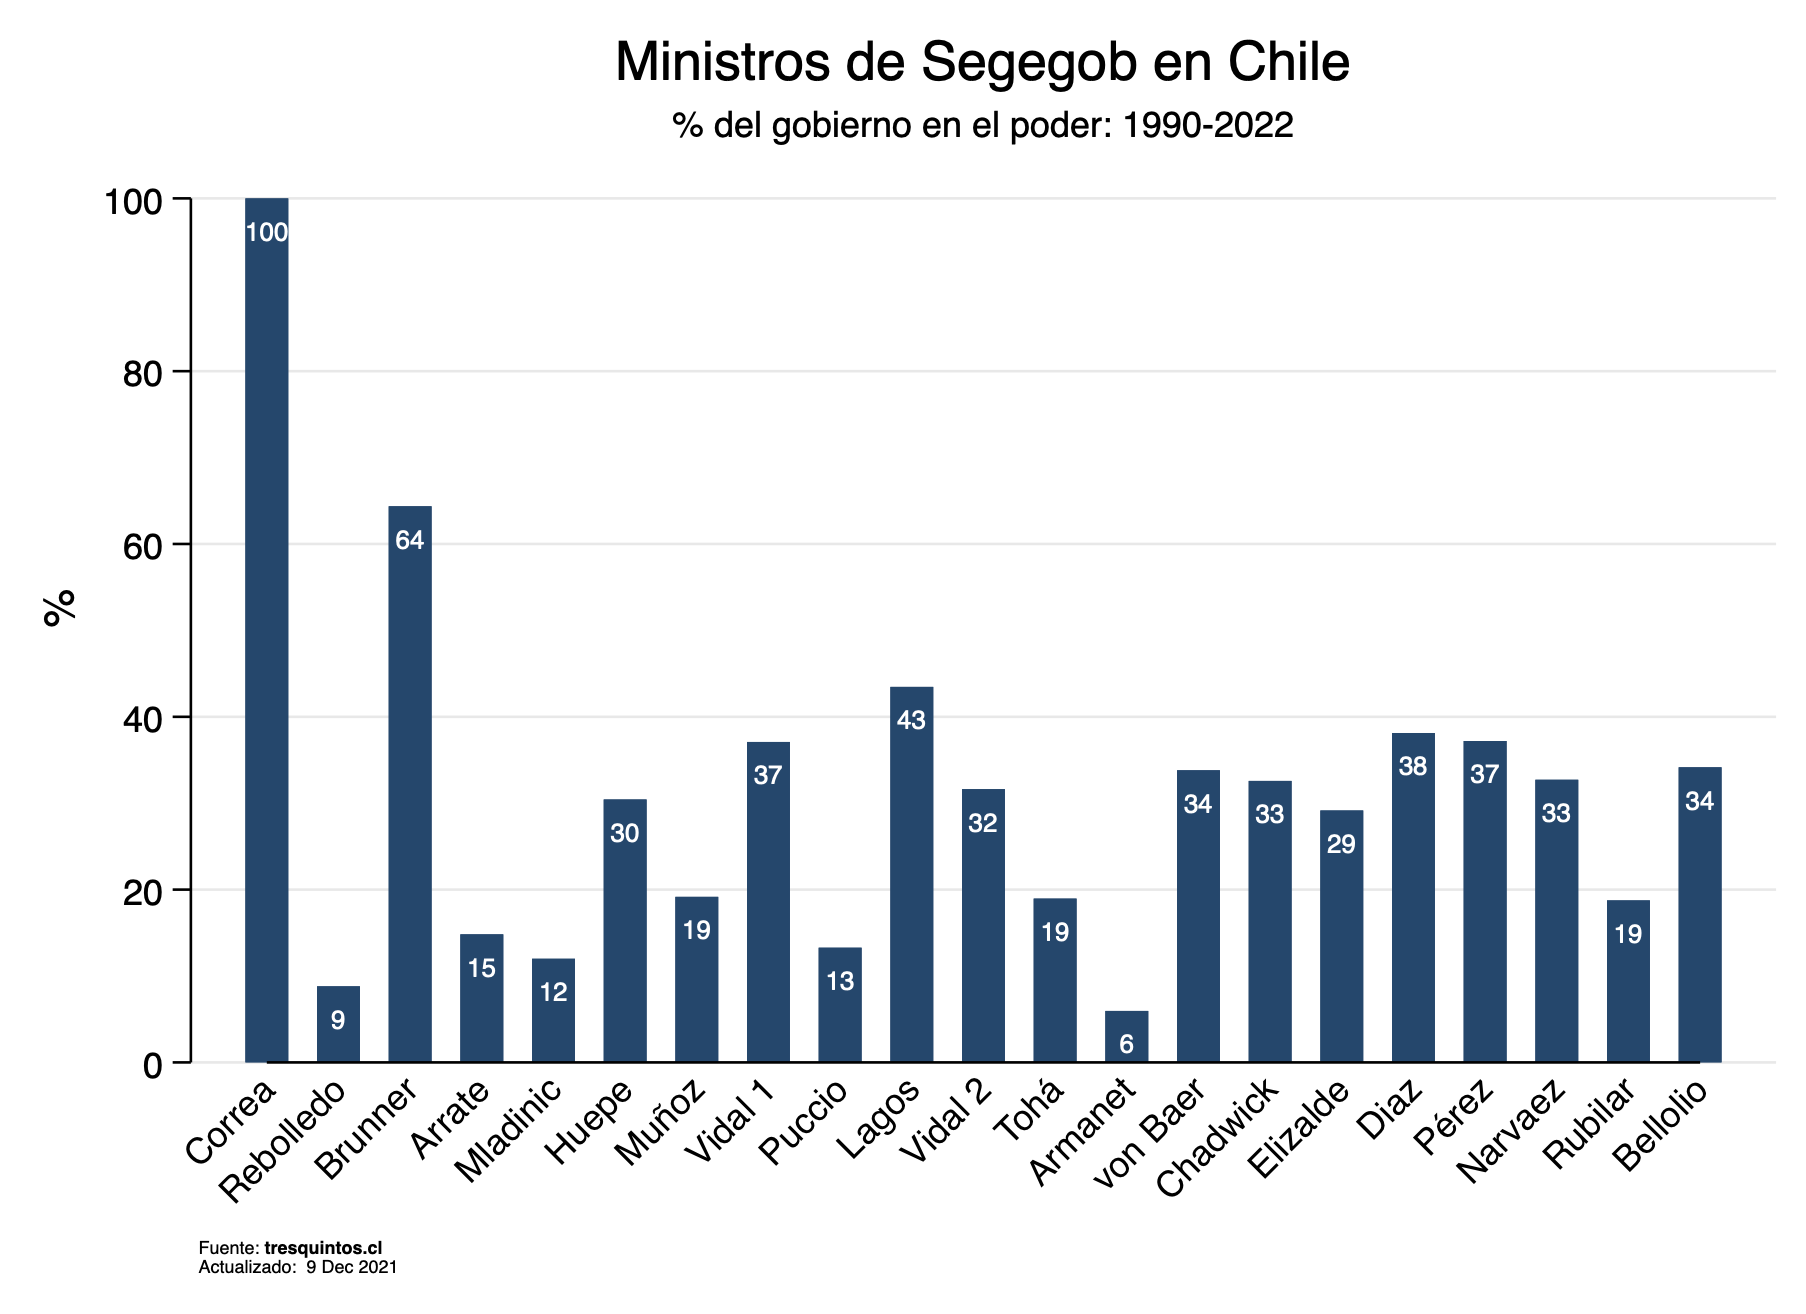 Ministros de Segegob en Chile
% del gobierno en el poder: 1990-2022
%
100
80
60
40
20
0
100
9
64
15
12
30
19
37
13
43
32
19
6
34
33
29
38
37
33
19
34
Correa
Rebolledo
Brunner
Arrate
Mladinic
Huepe
Muñoz
Vidal 1
Puccio
Lagos
Vidal 2
Tohá
Armanet
von Baer
Chadwick
Elizalde
Diaz
Pérez
Narvaez
Rubilar
Bellolio
Fuente: tresquintos.cl
Actualizado:  9 Dec 2021